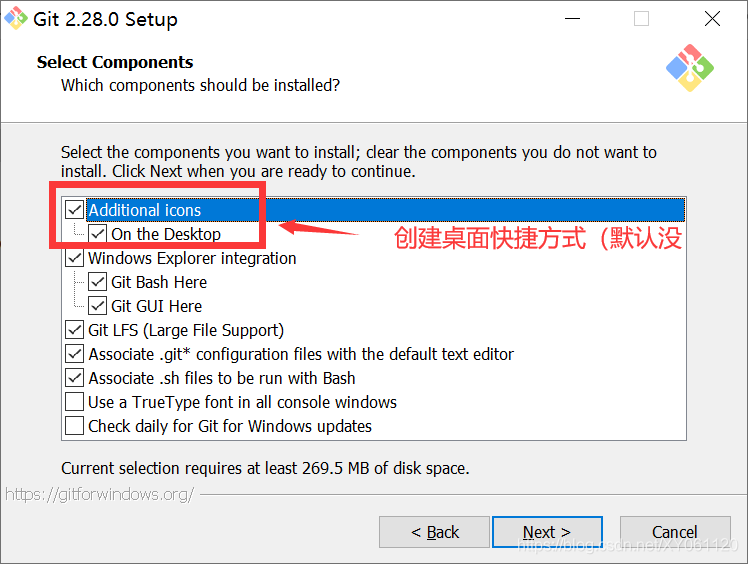 Git 2.28.0 Setup
Select Components
Which components should be installed?
Select the components you want to install; clear the components you do not want to
install. Click Next when you are ready to continue.
Additional icons
On the Desktop
创建桌面快捷方式（默认没
Windows Explorer integration
Git Bash Here
Git GUI Here
Git LFS (Large File Support)
Associate .git* configuration files with the default text editor
Associate .sh files to be run with Bash
Use a TrueType font in all console windows
Check daily for Git for Windows updates
Current selection requires at least 269.5 MB of disk space.
https://gitforwindows.org/
< Back
Next >
Cancel
https://blog.csdn.net/XY061120